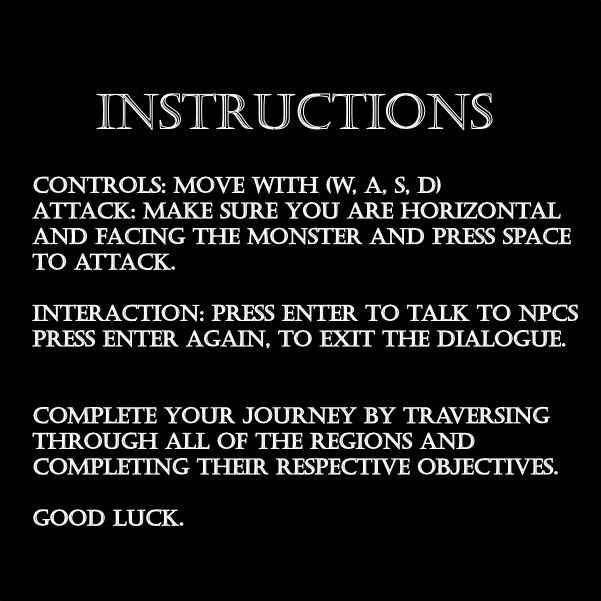 INSTRUCTIONS
CONTROLS: MOVE WITH (W, A, S, D)
ATTACK: MAKE SURE YOU ARE HORIZONTAL
AND FACING THE MONSTER AND PRESS SPACE
TO ATTACK.
INTERACTION: PRESS ENTER TO TALK TO NPCS
PRESS ENTER AGAIN, TO EXIT THE DIALOGUE.
COMPLETE YOUR JOURNEY BY TRAVERSING
THROUGH ALL OF THE REGIONS AND
COMPLETING THEIR RESPECTIVE OBJECTIVES.
GOOD LUCK.